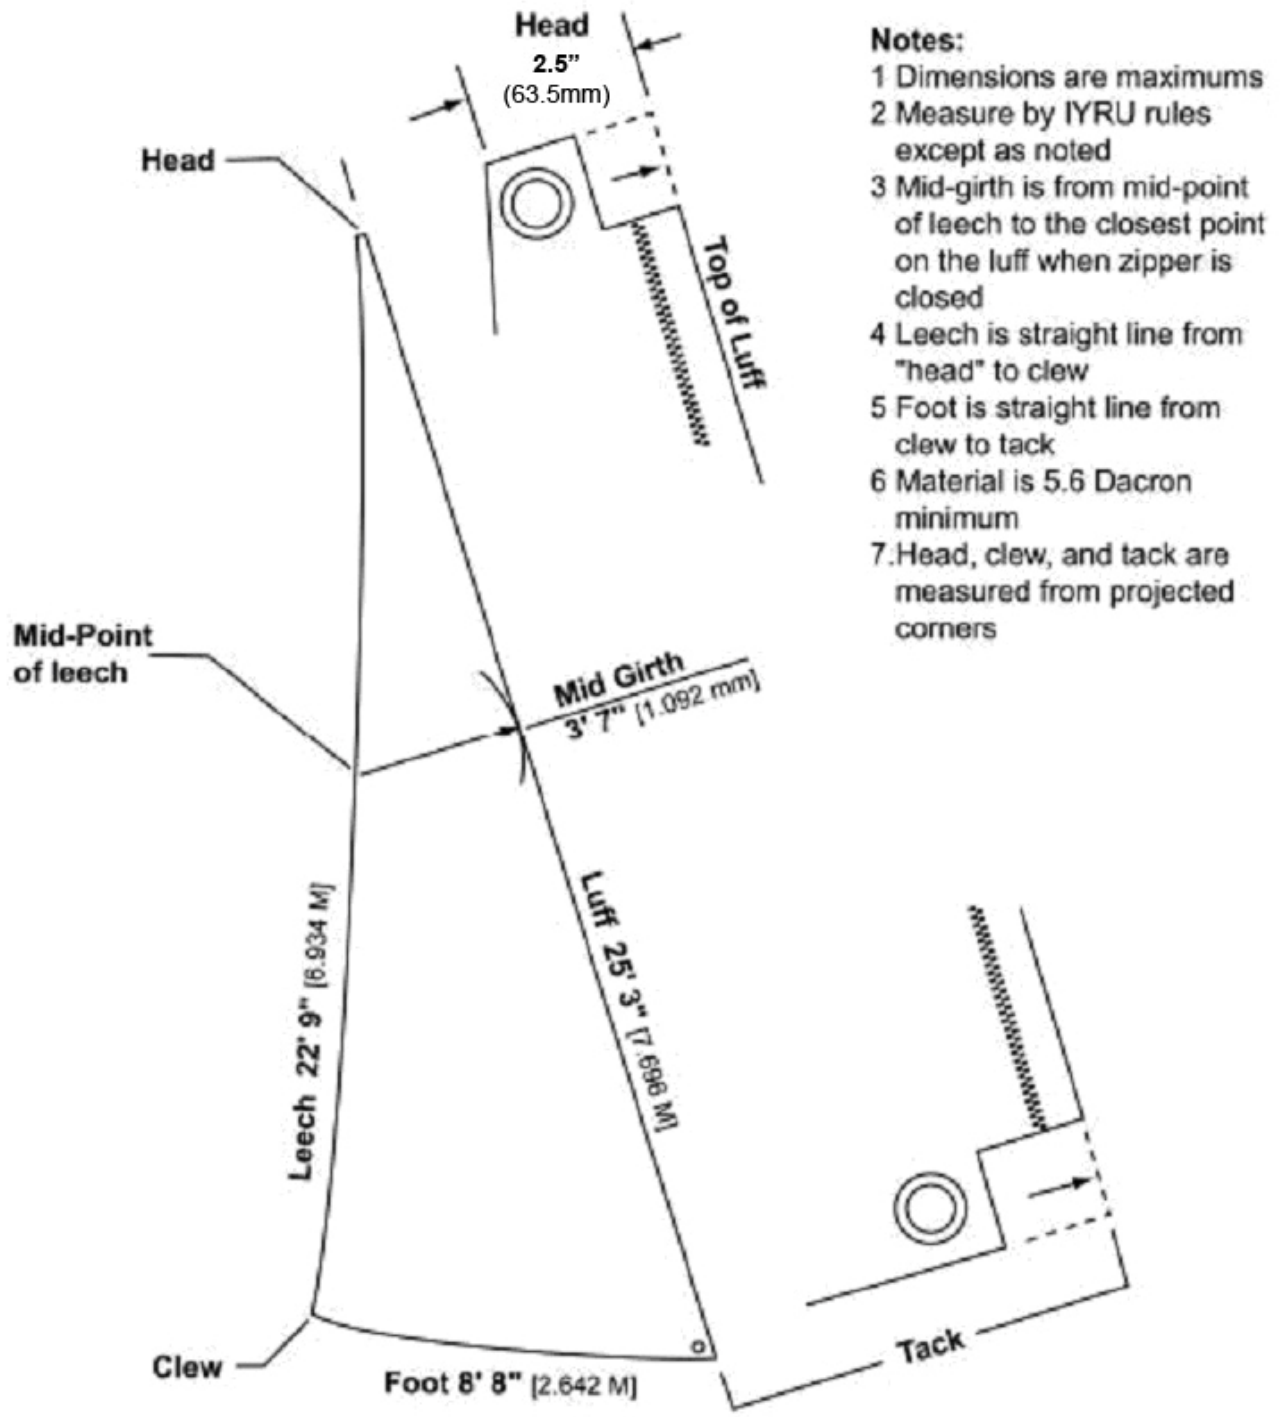 Head
2.5”
(63.5mm)
Head
Top of Luff
Notes:
1 Dimensions are maximums
2 Measure by IYRU rules
except as noted
3 Mid-girth is from mid-point
of leech to the closest point
on the luff when zipper is
closed
4 Leech is straight line from
"head" to clew
5 Foot is straight line from
clew to tack
6 Material is 5.6 Dacron
minimum
7.Head, clew, and tack are
measured from projected
corners
Mid-Point
of leech
Mid Girth
3' 7" [1.092 mm]
Leech 22' 9" [6.934 M]
Luff 25' 3" [7.696 M]
Clew
Foot 8' 8" [2.642 M]
Tack